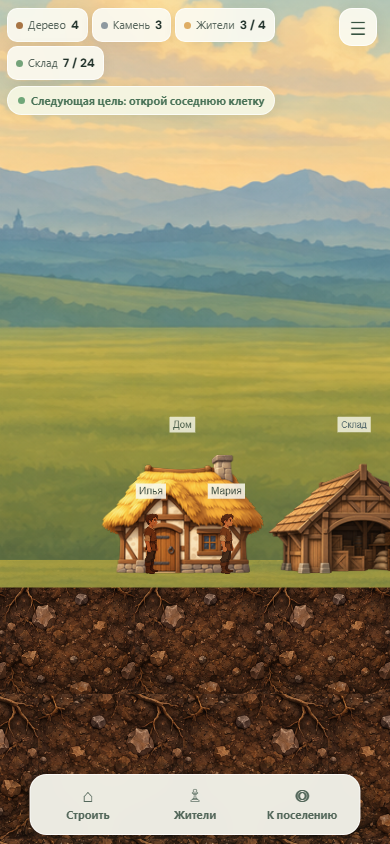 Дерево 4
Камень 3
Жители 3 / 4
Склад 7 / 24
Следующая цель: открой соседнюю клетку
Дом
Склад
Илья
Мария
Строить
Жители
К поселению